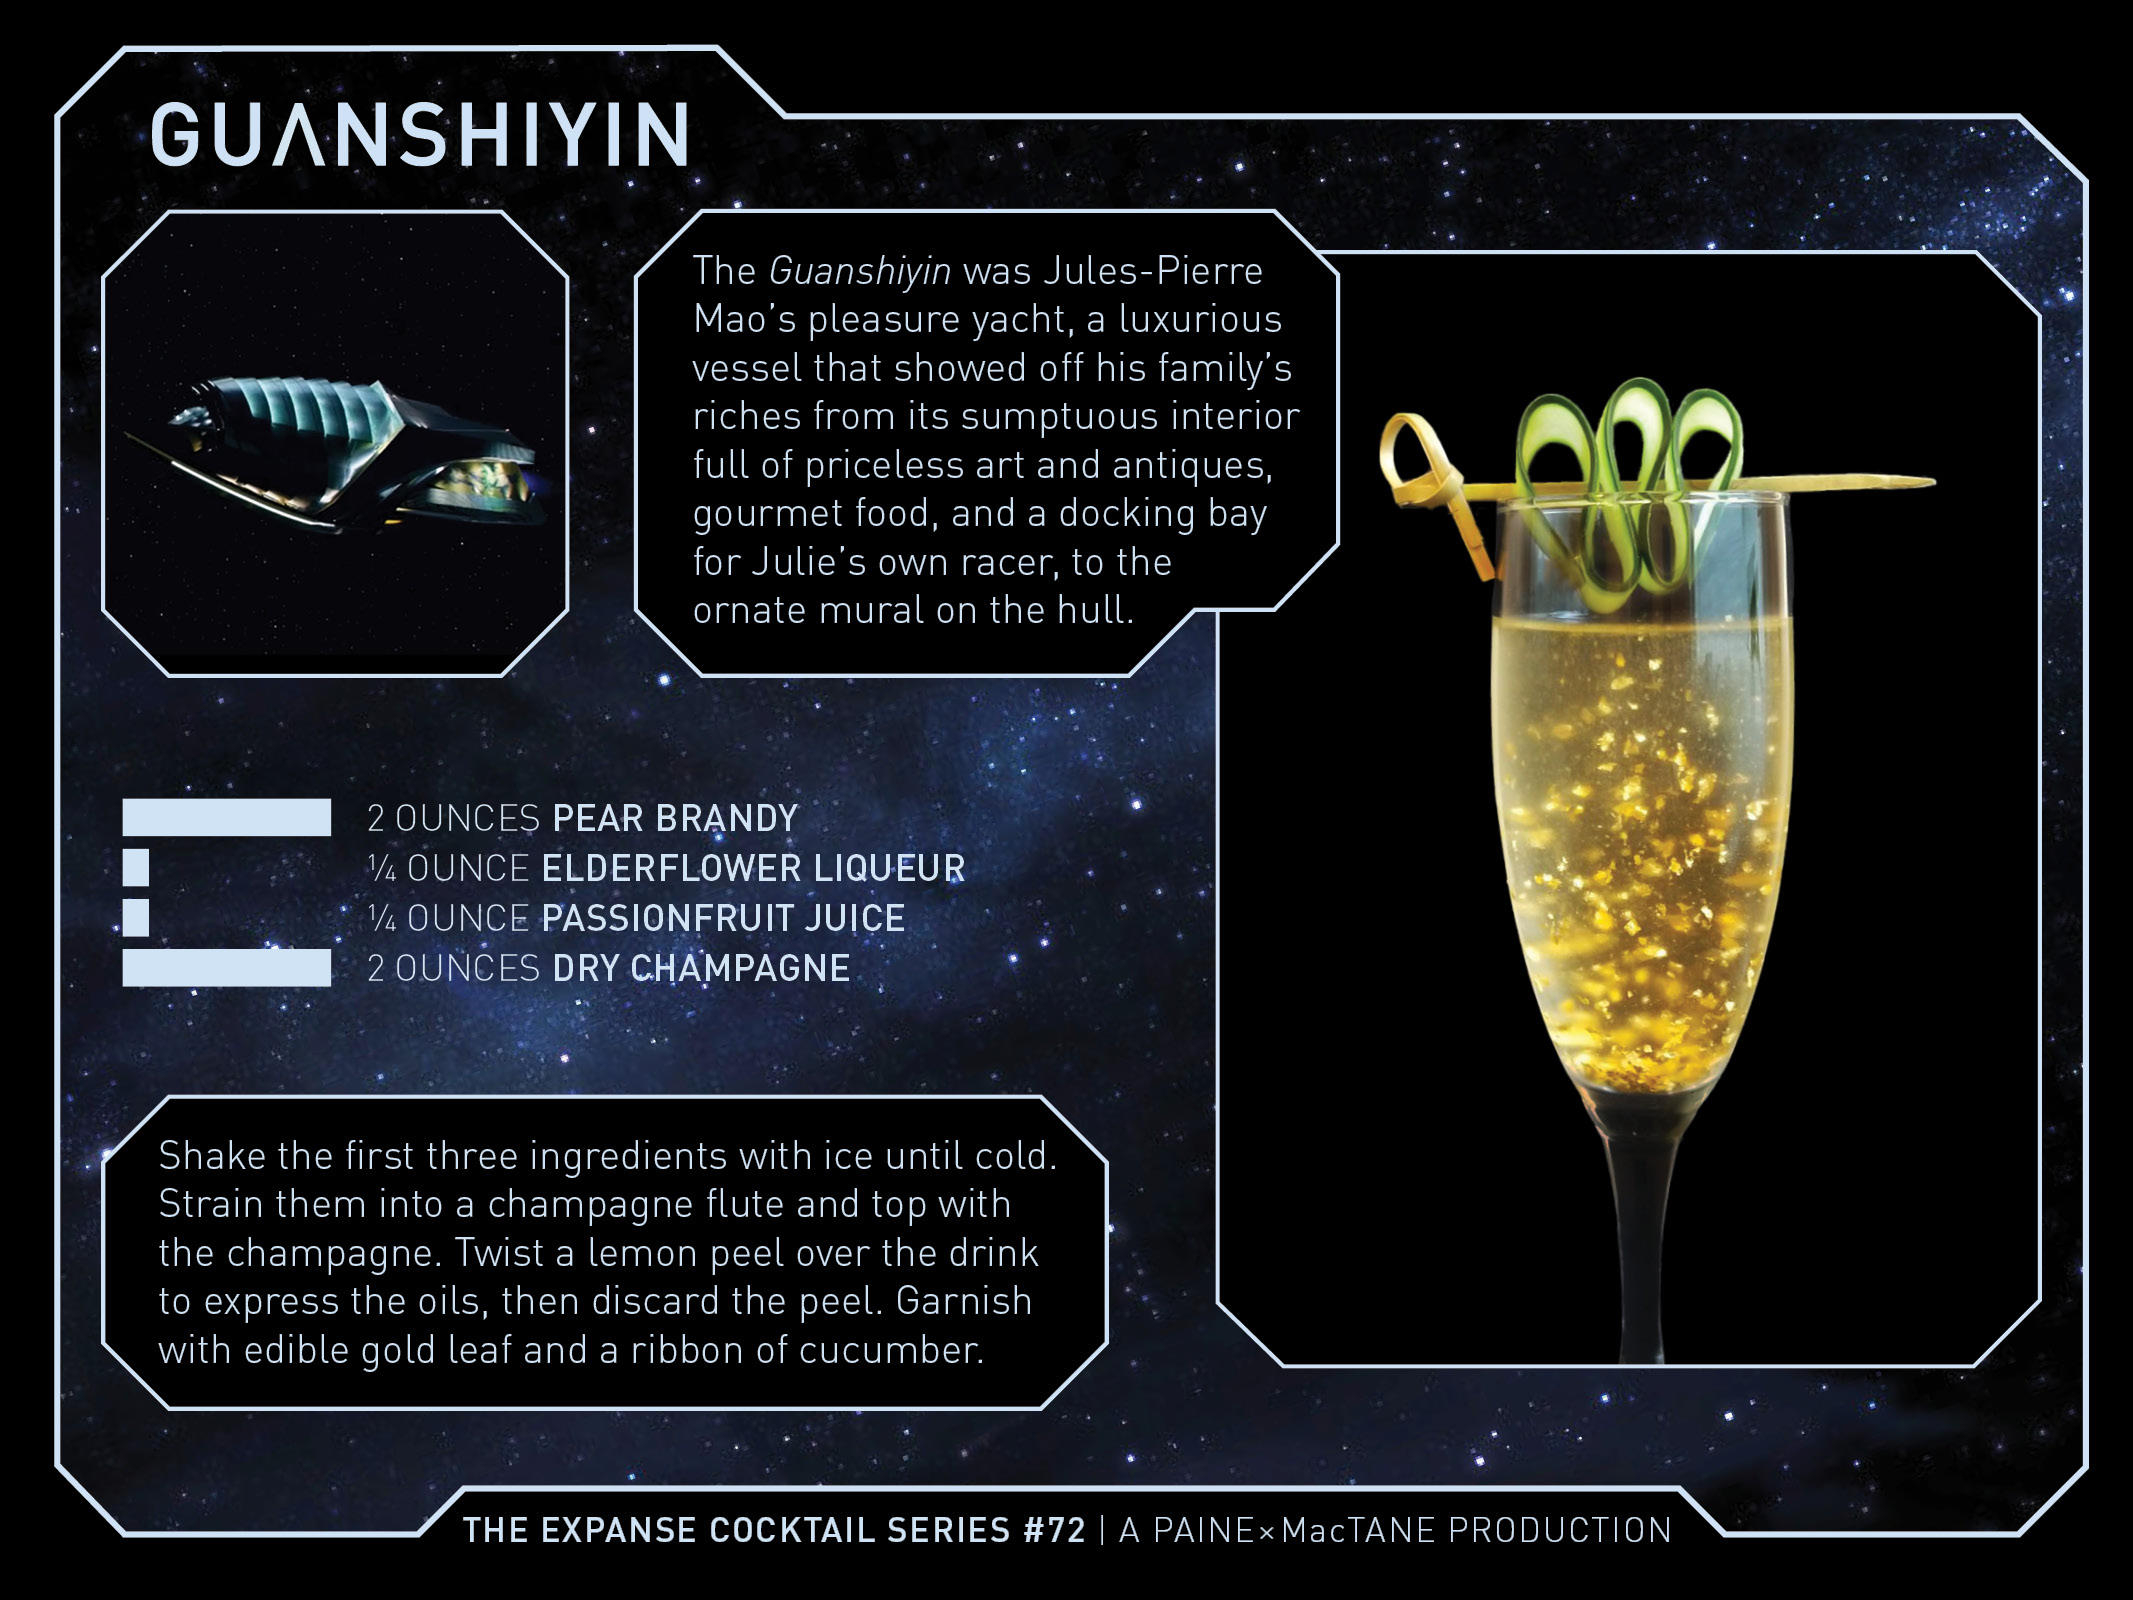 GUANSHIYIN
The Guanshiyin was Jules-Pierre
Mao’s pleasure yacht, a luxurious
vessel that showed off his family’s
riches from its sumptuous interior
full of priceless art and antiques,
gourmet food, and a docking bay
for Julie’s own racer, to the
ornate mural on the hull.
2 OUNCES PEAR BRANDY
¼ OUNCE ELDERFLOWER LIQUEUR
¼ OUNCE PASSIONFRUIT JUICE
2 OUNCES DRY CHAMPAGNE
Shake the first three ingredients with ice until cold.
Strain them into a champagne flute and top with
the champagne. Twist a lemon peel over the drink
to express the oils, then discard the peel. Garnish
with edible gold leaf and a ribbon of cucumber.
THE EXPANSE COCKTAIL SERIES #72 | A PAINE×MacTANE PRODUCTION